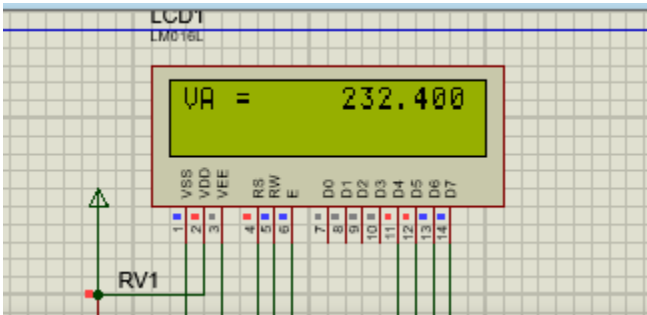 LCD1
LM016L
VA = 232.400
VSS VDD VEE RS RW E D0 D1 D2 D3 D4 D5 D6 D7
1 2 3 4 5 6 7 8 9 10 11 12 13 14
RV1